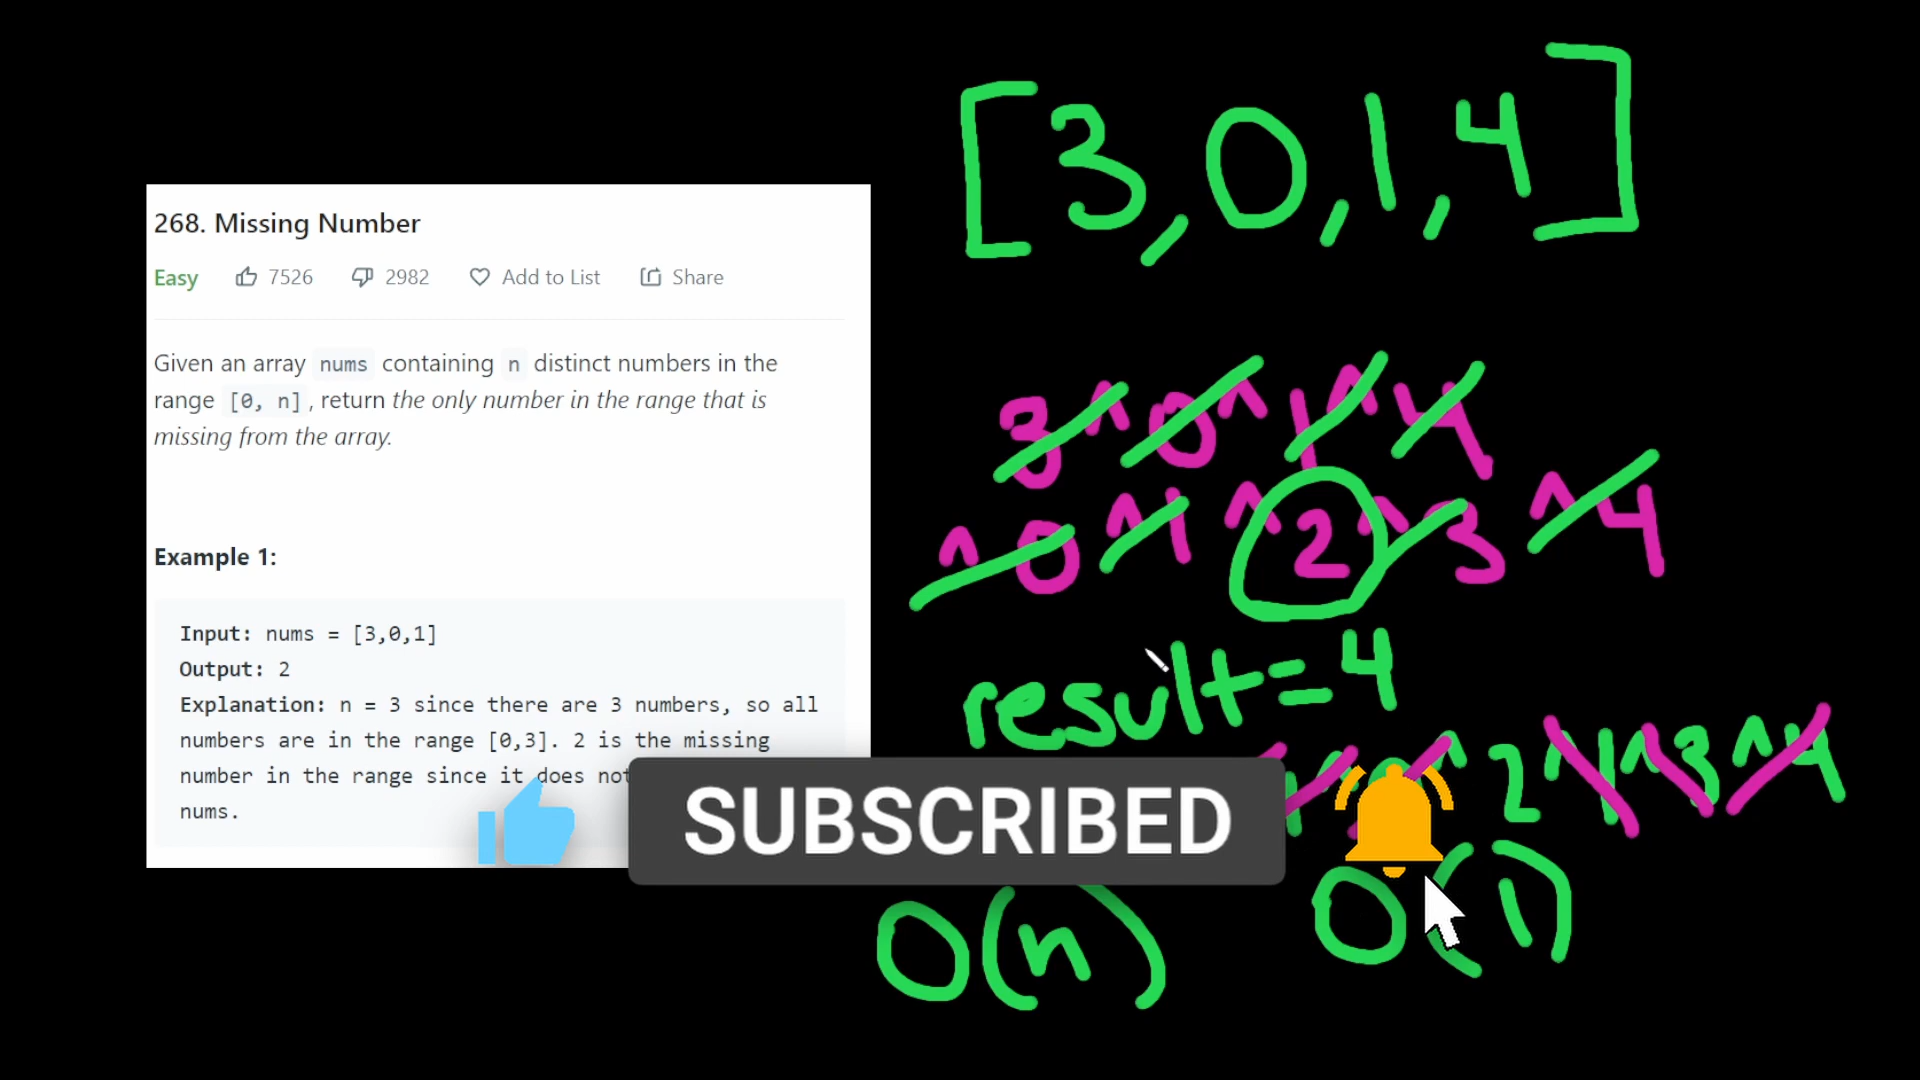 268. Missing Number
Easy 7526 2982 Add to List Share
Given an array nums containing n distinct numbers in the
range [0, n], return the only number in the range that is
missing from the array.
Example 1:
Input: nums = [3,0,1]
Output: 2
Explanation: n = 3 since there are 3 numbers, so all
numbers are in the range [0,3]. 2 is the missing
number in the range since it does not
nums.
[3,0,1,4]
3^0^1^4
^0^1^2^3^4
result=4
^2^1^3^4
SUBSCRIBED
O(n) O(1)